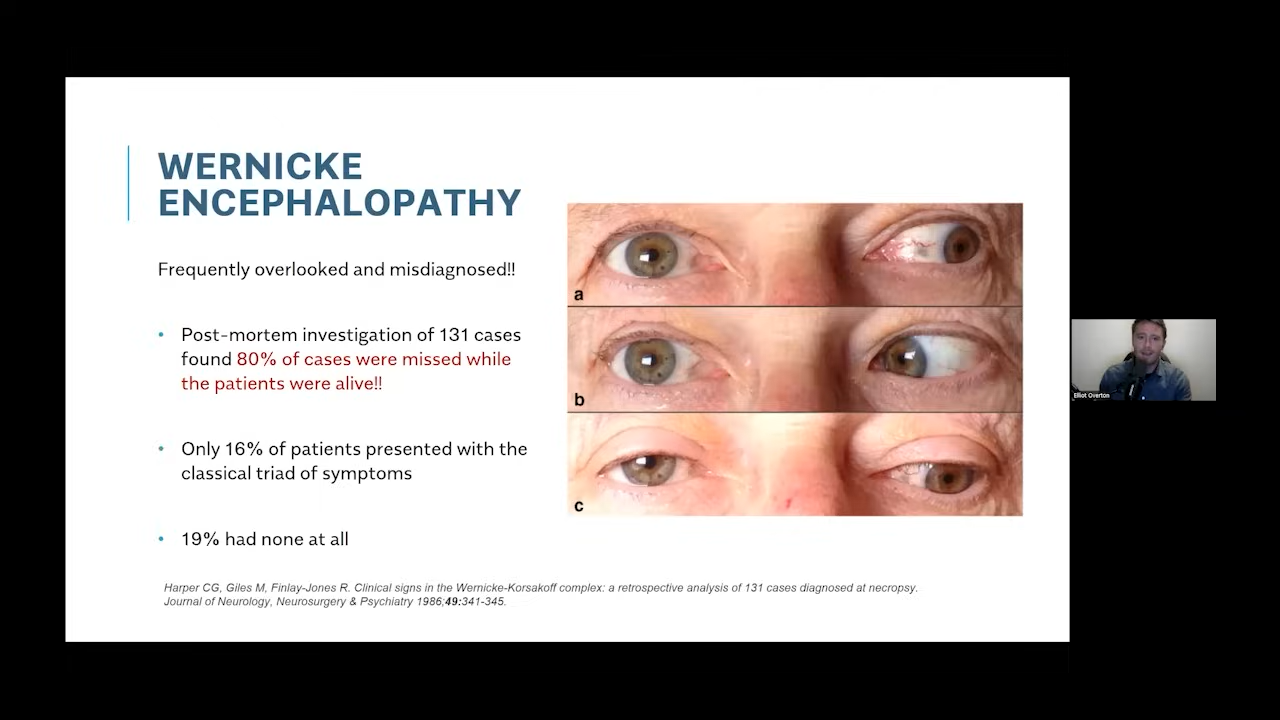 WERNICKE
ENCEPHALOPATHY
Frequently overlooked and misdiagnosed!!
• Post-mortem investigation of 131 cases
found 80% of cases were missed while
the patients were alive!!
• Only 16% of patients presented with the
classical triad of symptoms
• 19% had none at all
a
b
c
Harper CG, Giles M, Finlay-Jones R. Clinical signs in the Wernicke-Korsakoff complex: a retrospective analysis of 131 cases diagnosed at necropsy.
Journal of Neurology, Neurosurgery & Psychiatry 1986;49:341-345.
Elliot Overton